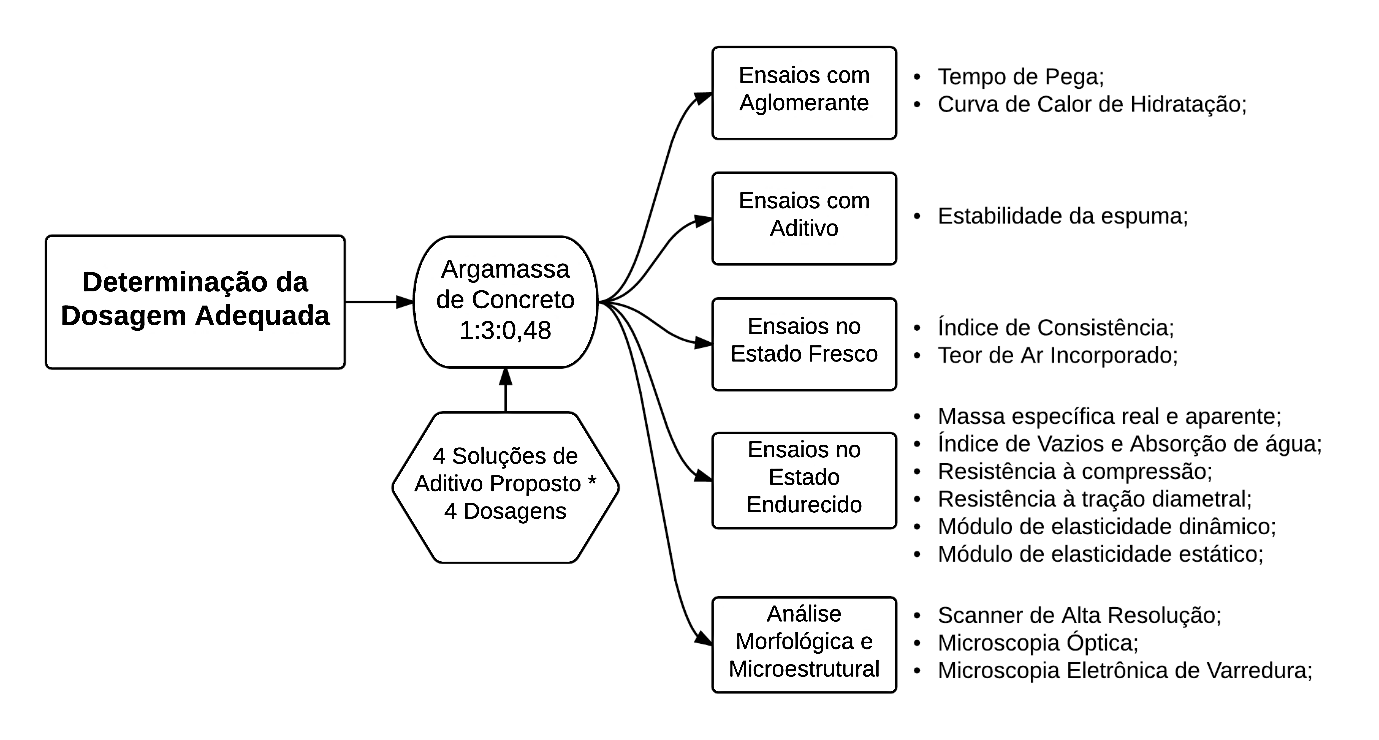 Determinação da
Dosagem Adequada
Argamassa
de Concreto
1:3:0,48
4 Soluções de
Aditivo Proposto *
4 Dosagens
Ensaios com
Aglomerante
• Tempo de Pega;
• Curva de Calor de Hidratação;
Ensaios com
Aditivo
• Estabilidade da espuma;
Ensaios no
Estado Fresco
• Índice de Consistência;
• Teor de Ar Incorporado;
Ensaios no
Estado
Endurecido
• Massa específica real e aparente;
• Índice de Vazios e Absorção de água;
• Resistência à compressão;
• Resistência à tração diametral;
• Módulo de elasticidade dinâmico;
• Módulo de elasticidade estático;
Análise
Morfológica e
Microestrutural
• Scanner de Alta Resolução;
• Microscopia Óptica;
• Microscopia Eletrônica de Varredura;